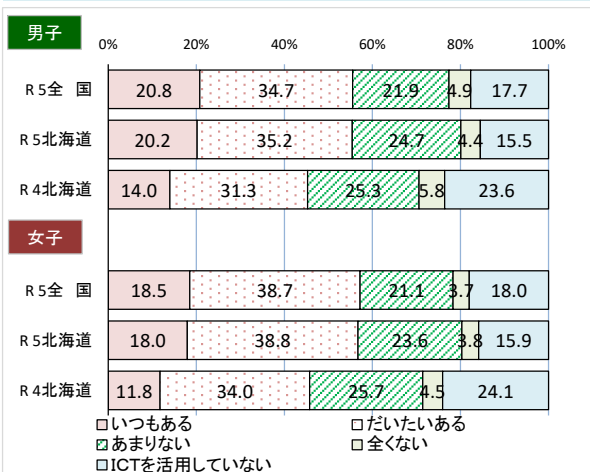 男子
0% 20% 40% 60% 80% 100%
R5全 国 20.8 34.7 21.9 4.9 17.7
R5北海道 20.2 35.2 24.7 4.4 15.5
R4北海道 14.0 31.3 25.3 5.8 23.6
女子
R5全 国 18.5 38.7 21.1 3.7 18.0
R5北海道 18.0 38.8 23.6 3.8 15.9
R4北海道 11.8 34.0 25.7 4.5 24.1
いつもある だいたいある
あまりない 全くない
ICTを活用していない